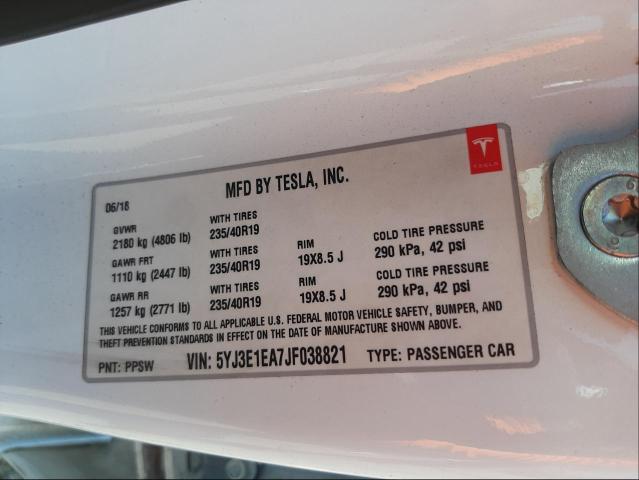 TESLA
MFD BY TESLA, INC.
06/18
GVWR
2180 kg (4806 lb)
WITH TIRES
235/40R19
GAWR FRT
1110 kg (2447 lb)
WITH TIRES
235/40R19
RIM
19X8.5 J
COLD TIRE PRESSURE
290 kPa, 42 psi
GAWR RR
1257 kg (2771 lb)
WITH TIRES
235/40R19
RIM
19X8.5 J
COLD TIRE PRESSURE
290 kPa, 42 psi
THIS VEHICLE CONFORMS TO ALL APPLICABLE U.S. FEDERAL MOTOR VEHICLE SAFETY, BUMPER, AND
THEFT PREVENTION STANDARDS IN EFFECT ON THE DATE OF MANUFACTURE SHOWN ABOVE.
PNT: PPSW
VIN: 5YJ3E1EA7JF038821
TYPE: PASSENGER CAR